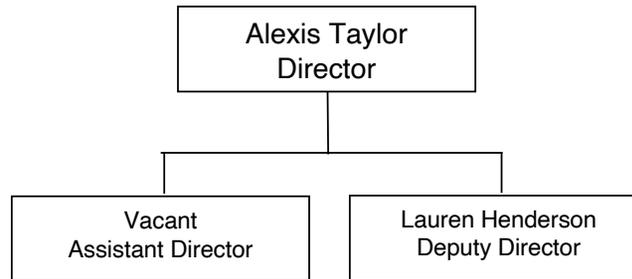 Alexis Taylor
Director
Vacant
Assistant Director
Lauren Henderson
Deputy Director